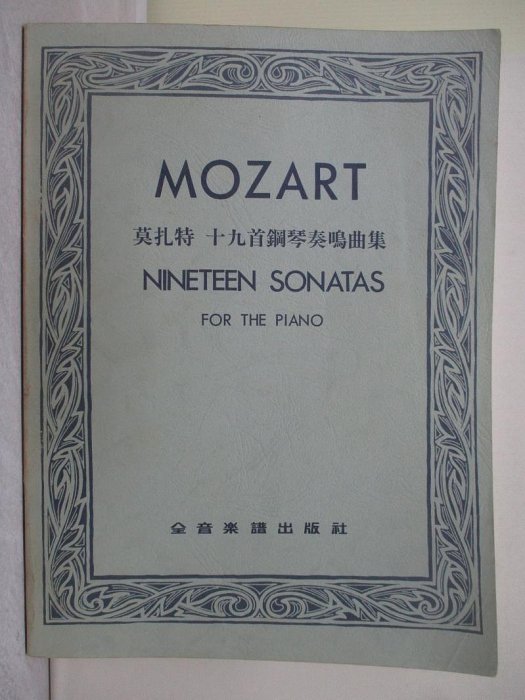 MOZART
莫扎特 十九首鋼琴奏鳴曲集
NINETEEN SONATAS
FOR THE PIANO
全音楽譜出版社